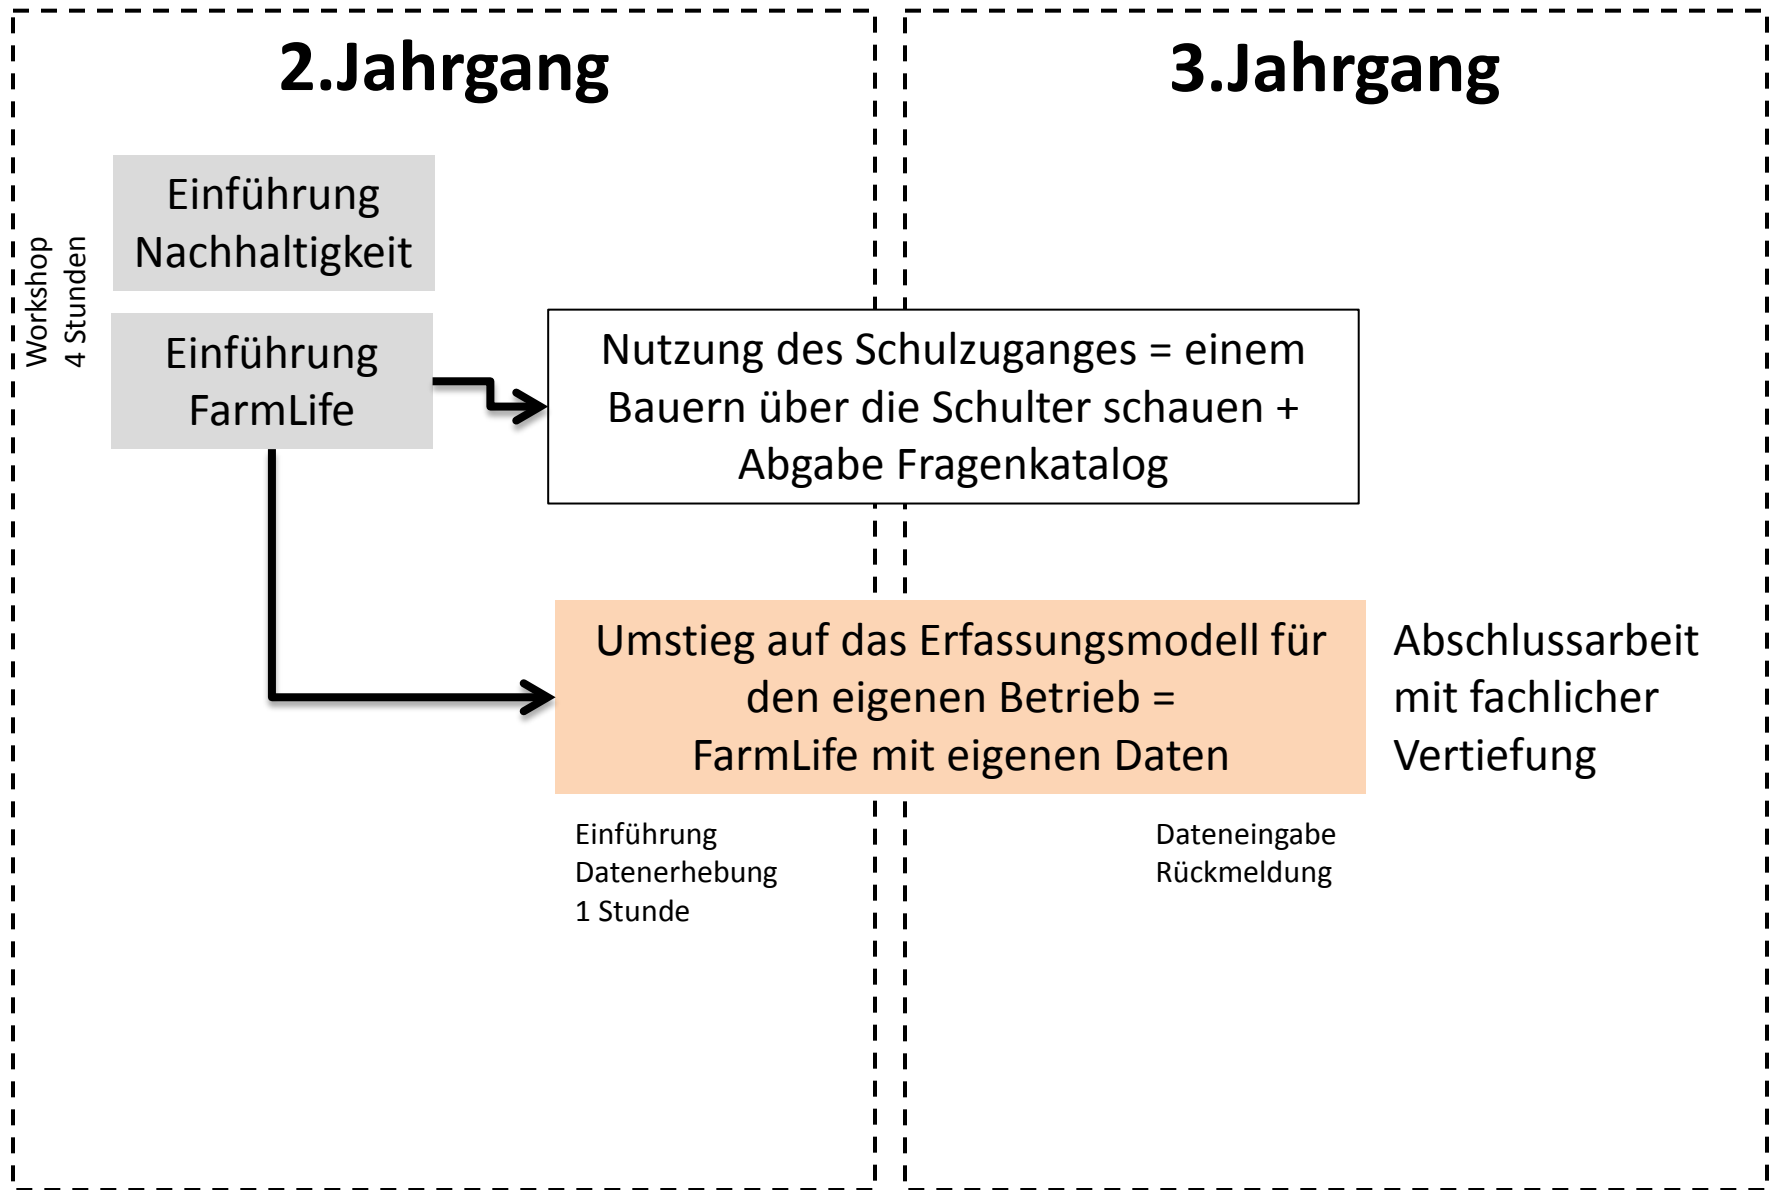 2.Jahrgang
3.Jahrgang
Workshop
4 Stunden
Einführung
Nachhaltigkeit
Einführung
FarmLife
Nutzung des Schulzuganges = einem
Bauern über die Schulter schauen +
Abgabe Fragenkatalog
Umstieg auf das Erfassungsmodell für
den eigenen Betrieb =
FarmLife mit eigenen Daten
Abschlussarbeit
mit fachlicher
Vertiefung
Einführung
Datenerhebung
1 Stunde
Dateneingabe
Rückmeldung